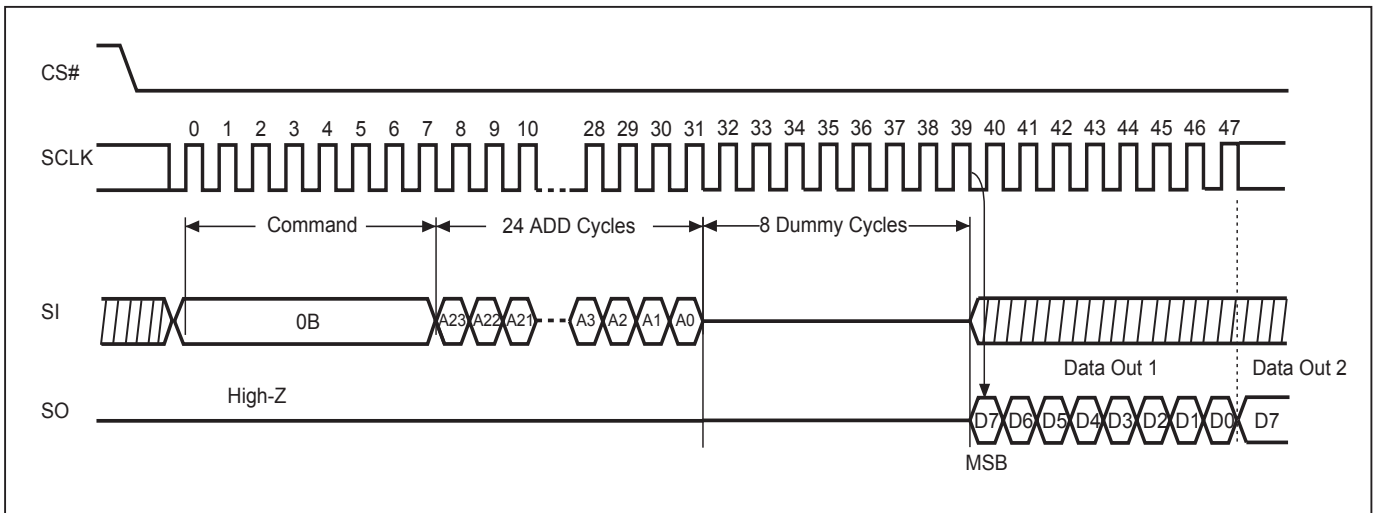 CS#
0 1 2 3 4 5 6 7 8 9 10 28 29 30 31 32 33 34 35 36 37 38 39 40 41 42 43 44 45 46 47
SCLK
Command 24 ADD Cycles 8 Dummy Cycles
SI 0B A23 A22 A21 A3 A2 A1 A0
Data Out 1 Data Out 2
High-Z
SO D7 D6 D5 D4 D3 D2 D1 D0 D7
MSB